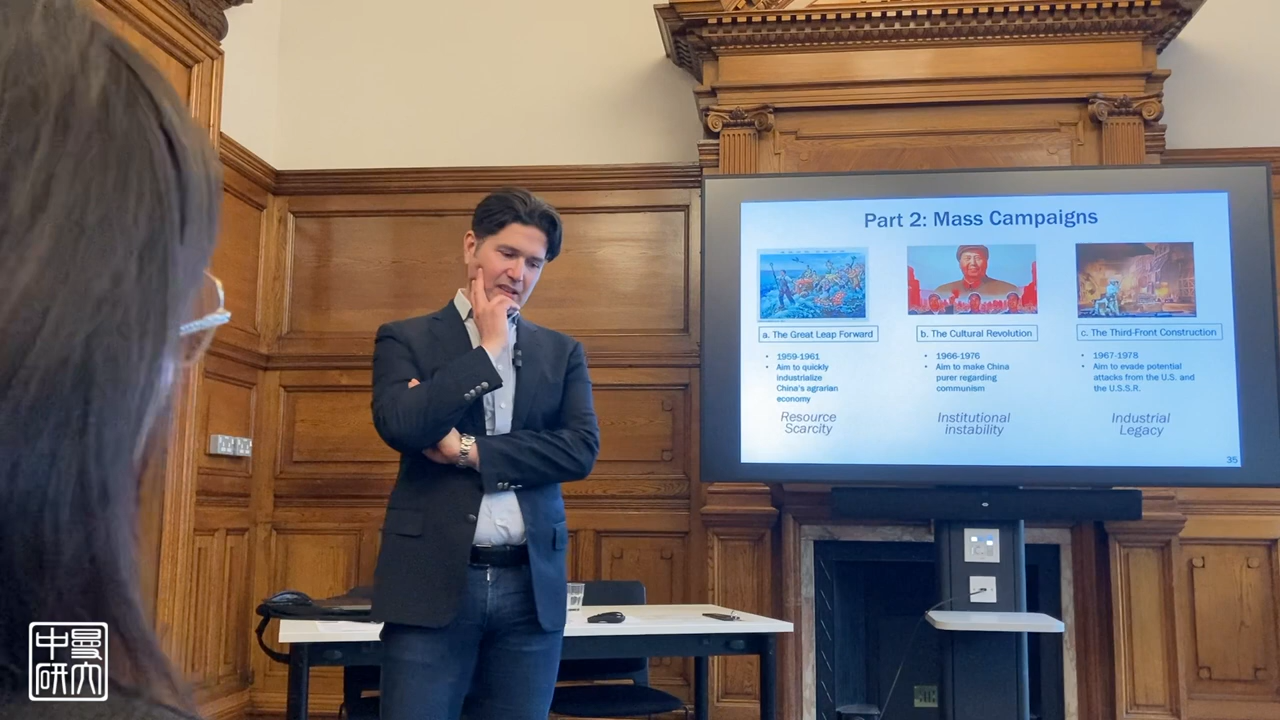 Part 2: Mass Campaigns
a. The Great Leap Forward
b. The Cultural Revolution
c. The Third-Front Construction
• 1959-1961
• Aim to quickly
industrialize
China's agrarian
economy
• 1966-1976
• Aim to make China
purer regarding
communism
• 1967-1978
• Aim to evade potential
attacks from the U.S. and
the U.S.S.R.
Resource
Scarcity
Institutional
instability
Industrial
Legacy
35
中曼
研究